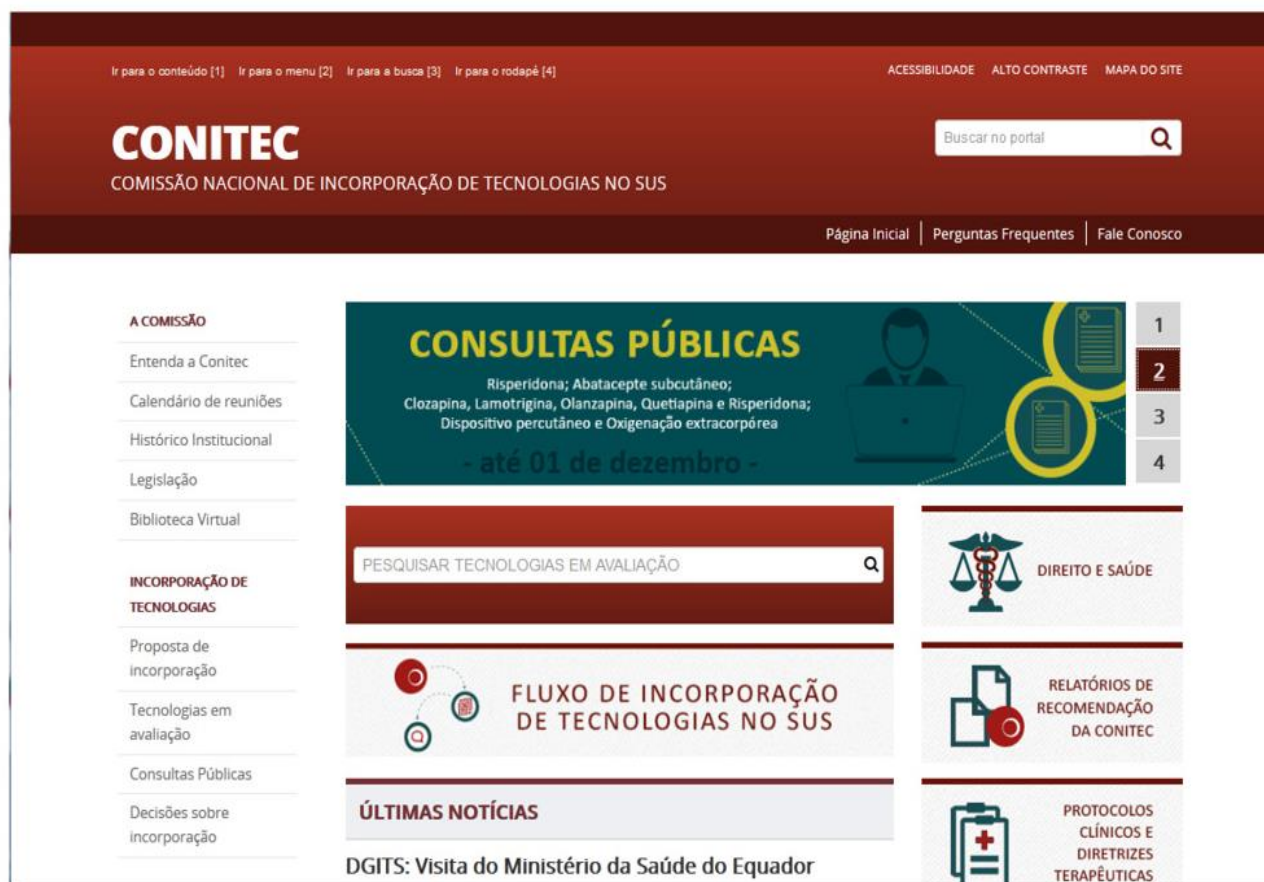 Ir para o conteúdo [1] Ir para o menu [2] Ir para a busca [3] Ir para o rodapé [4]
ACESSIBILIDADE ALTO CONTRASTE MAPA DO SITE
CONITEC
COMISSÃO NACIONAL DE INCORPORAÇÃO DE TECNOLOGIAS NO SUS
Buscar no portal
Página Inicial Perguntas Frequentes Fale Conosco
A COMISSÃO
Entenda a Conitec
Calendário de reuniões
Histórico Institucional
Legislação
Biblioteca Virtual
INCORPORAÇÃO DE
TECNOLOGIAS
Proposta de
incorporação
Tecnologias em
avaliação
Consultas Públicas
Decisões sobre
incorporação
CONSULTAS PÚBLICAS
Risperidona; Abatacepte subcutâneo;
Clozapina, Lamotrigina, Olanzapina, Quetiapina e Risperidona;
Dispositivo percutâneo e Oxigenação extracorpórea
- até 01 de dezembro -
1
2
3
4
PESQUISAR TECNOLOGIAS EM AVALIAÇÃO
FLUXO DE INCORPORAÇÃO
DE TECNOLOGIAS NO SUS
ÚLTIMAS NOTÍCIAS
DGITS: Visita do Ministério da Saúde do Equador
DIREITO E SAÚDE
RELATÓRIOS DE
RECOMENDAÇÃO
DA CONITEC
PROTOCOLOS
CLÍNICOS E
DIRETRIZES
TERAPÊUTICAS